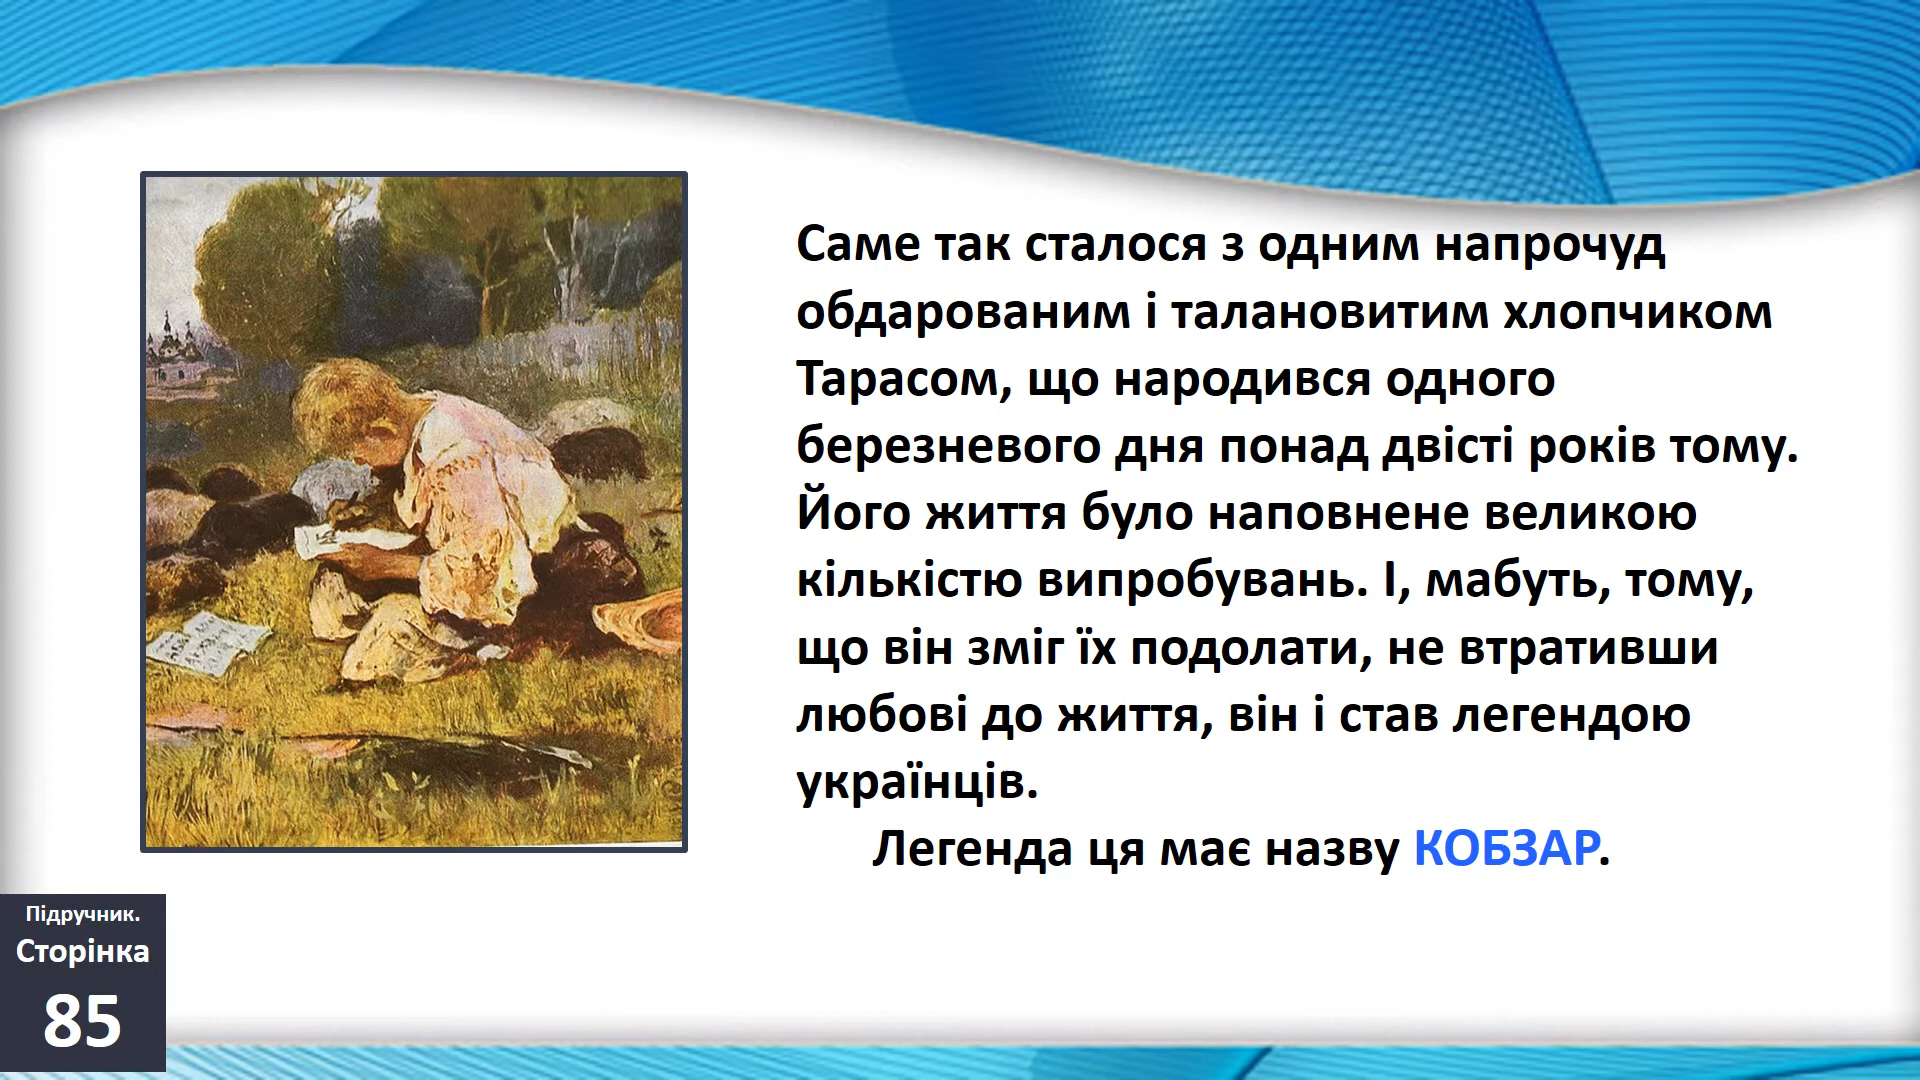 Саме так сталося з одним напрочуд
обдарованим і талановитим хлопчиком
Тарасом, що народився одного
березневого дня понад двісті років тому.
Його життя було наповнене великою
кількістю випробувань. І, мабуть, тому,
що він зміг їх подолати, не втративши
любові до життя, він і став легендою
українців.
Легенда ця має назву КОБЗАР.
Підручник.
Сторінка
85